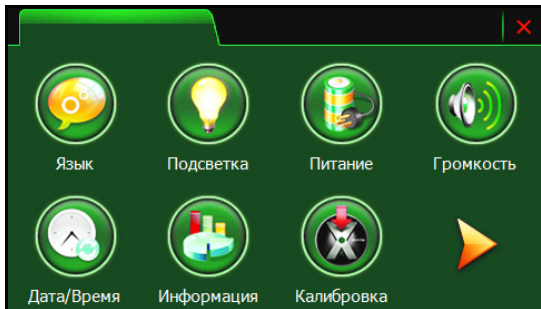 Язык
Подсветка
Питание
Громкость
Дата/Время
Информация
Калибровка